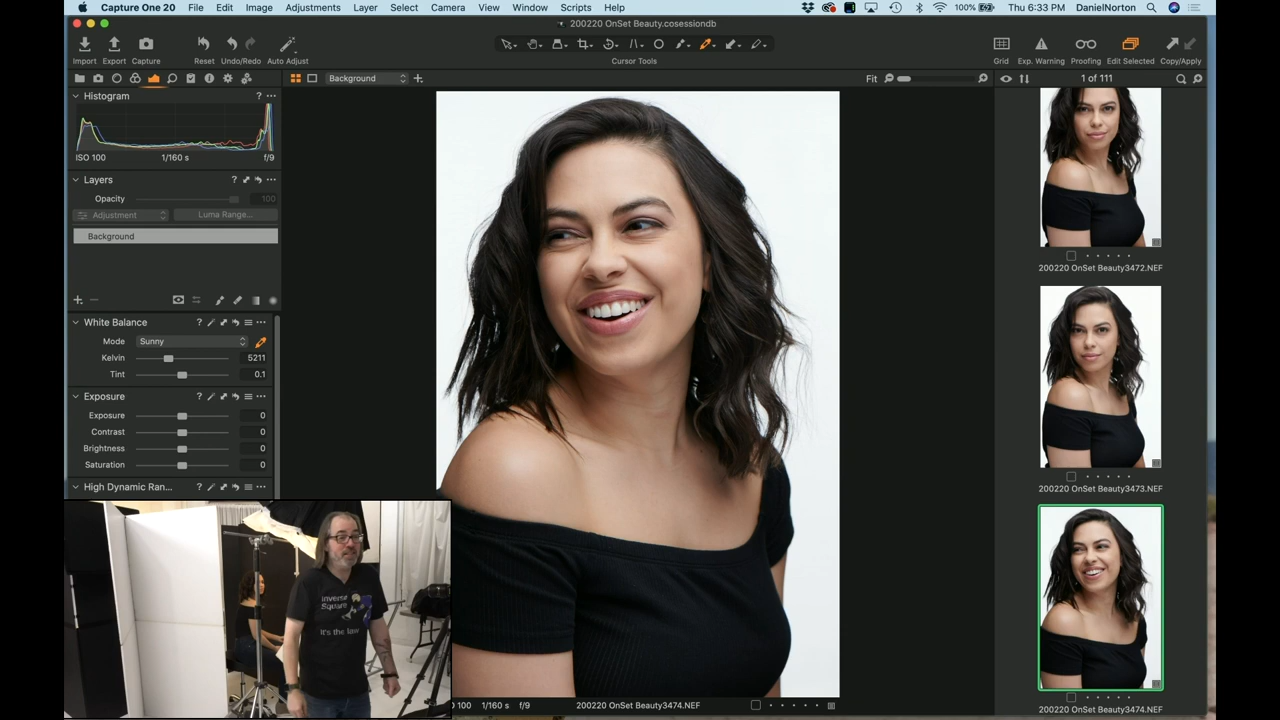 Capture One 20 File Edit Image Adjustments Layer Select Camera View Window Scripts Help 100% Thu 6:33 PM DanielNorton
200220 OnSet Beauty.cosessiondb
Import Export Capture Reset Undo/Redo Auto Adjust Cursor Tools Grid Exp. Warning Proofing Edit Selected Copy/Apply
Background Fit 1 of 111
Histogram ?
ISO 100 1/160 s f/9
Layers ?
Opacity 100
Adjustment Luma Range...
Background
White Balance ?
Mode Sunny
Kelvin 5211
Tint 0.1
Exposure ?
Exposure 0
Contrast 0
Brightness 0
Saturation 0
High Dynamic Ran... ?
200220 OnSet Beauty3472.NEF
200220 OnSet Beauty3473.NEF
200220 OnSet Beauty3474.NEF
Inverse
Square
It's the law
O 100 1/160 s f/9 200220 OnSet Beauty3474.NEF